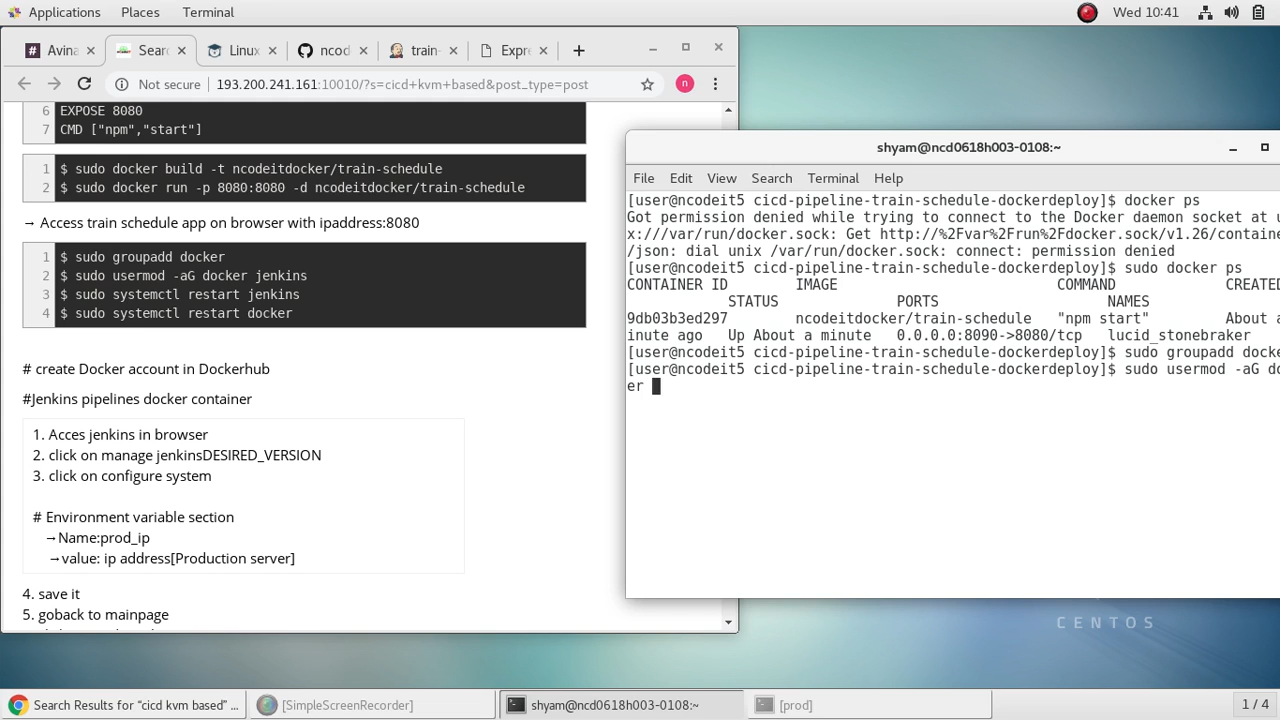 Applications Places Terminal Wed 10:41
Avina Searc Linux ncod train- Expre
Not secure 193.200.241.161:10010/?s=cicd+kvm+based&post_type=post n
6 EXPOSE 8080
7 CMD ["npm","start"]
1 $ sudo docker build -t ncodeitdocker/train-schedule
2 $ sudo docker run -p 8080:8080 -d ncodeitdocker/train-schedule
→ Access train schedule app on browser with ipaddress:8080
1 $ sudo groupadd docker
2 $ sudo usermod -aG docker jenkins
3 $ sudo systemctl restart jenkins
4 $ sudo systemctl restart docker
# create Docker account in Dockerhub
#Jenkins pipelines docker container
1. Acces jenkins in browser
2. click on manage jenkinsDESIRED_VERSION
3. click on configure system
# Environment variable section
→Name:prod_ip
→value: ip address[Production server]
4. save it
5. goback to mainpage
shyam@ncd0618h003-0108:~
File Edit View Search Terminal Help
[user@ncodeit5 cicd-pipeline-train-schedule-dockerdeploy]$ docker ps
Got permission denied while trying to connect to the Docker daemon socket at u
x:///var/run/docker.sock: Get http://%2Fvar%2Frun%2Fdocker.sock/v1.26/containe
/json: dial unix /var/run/docker.sock: connect: permission denied
[user@ncodeit5 cicd-pipeline-train-schedule-dockerdeploy]$ sudo docker ps
CONTAINER ID IMAGE COMMAND CREATED
STATUS PORTS NAMES
9db03b3ed297 ncodeitdocker/train-schedule "npm start" About a
inute ago Up About a minute 0.0.0.0:8090->8080/tcp lucid_stonebraker
[user@ncodeit5 cicd-pipeline-train-schedule-dockerdeploy]$ sudo groupadd docke
[user@ncodeit5 cicd-pipeline-train-schedule-dockerdeploy]$ sudo usermod -aG do
er
CENTOS
Search Results for “cicd kvm based” ... [SimpleScreenRecorder] shyam@ncd0618h003-0108:~ [prod] 1 / 4